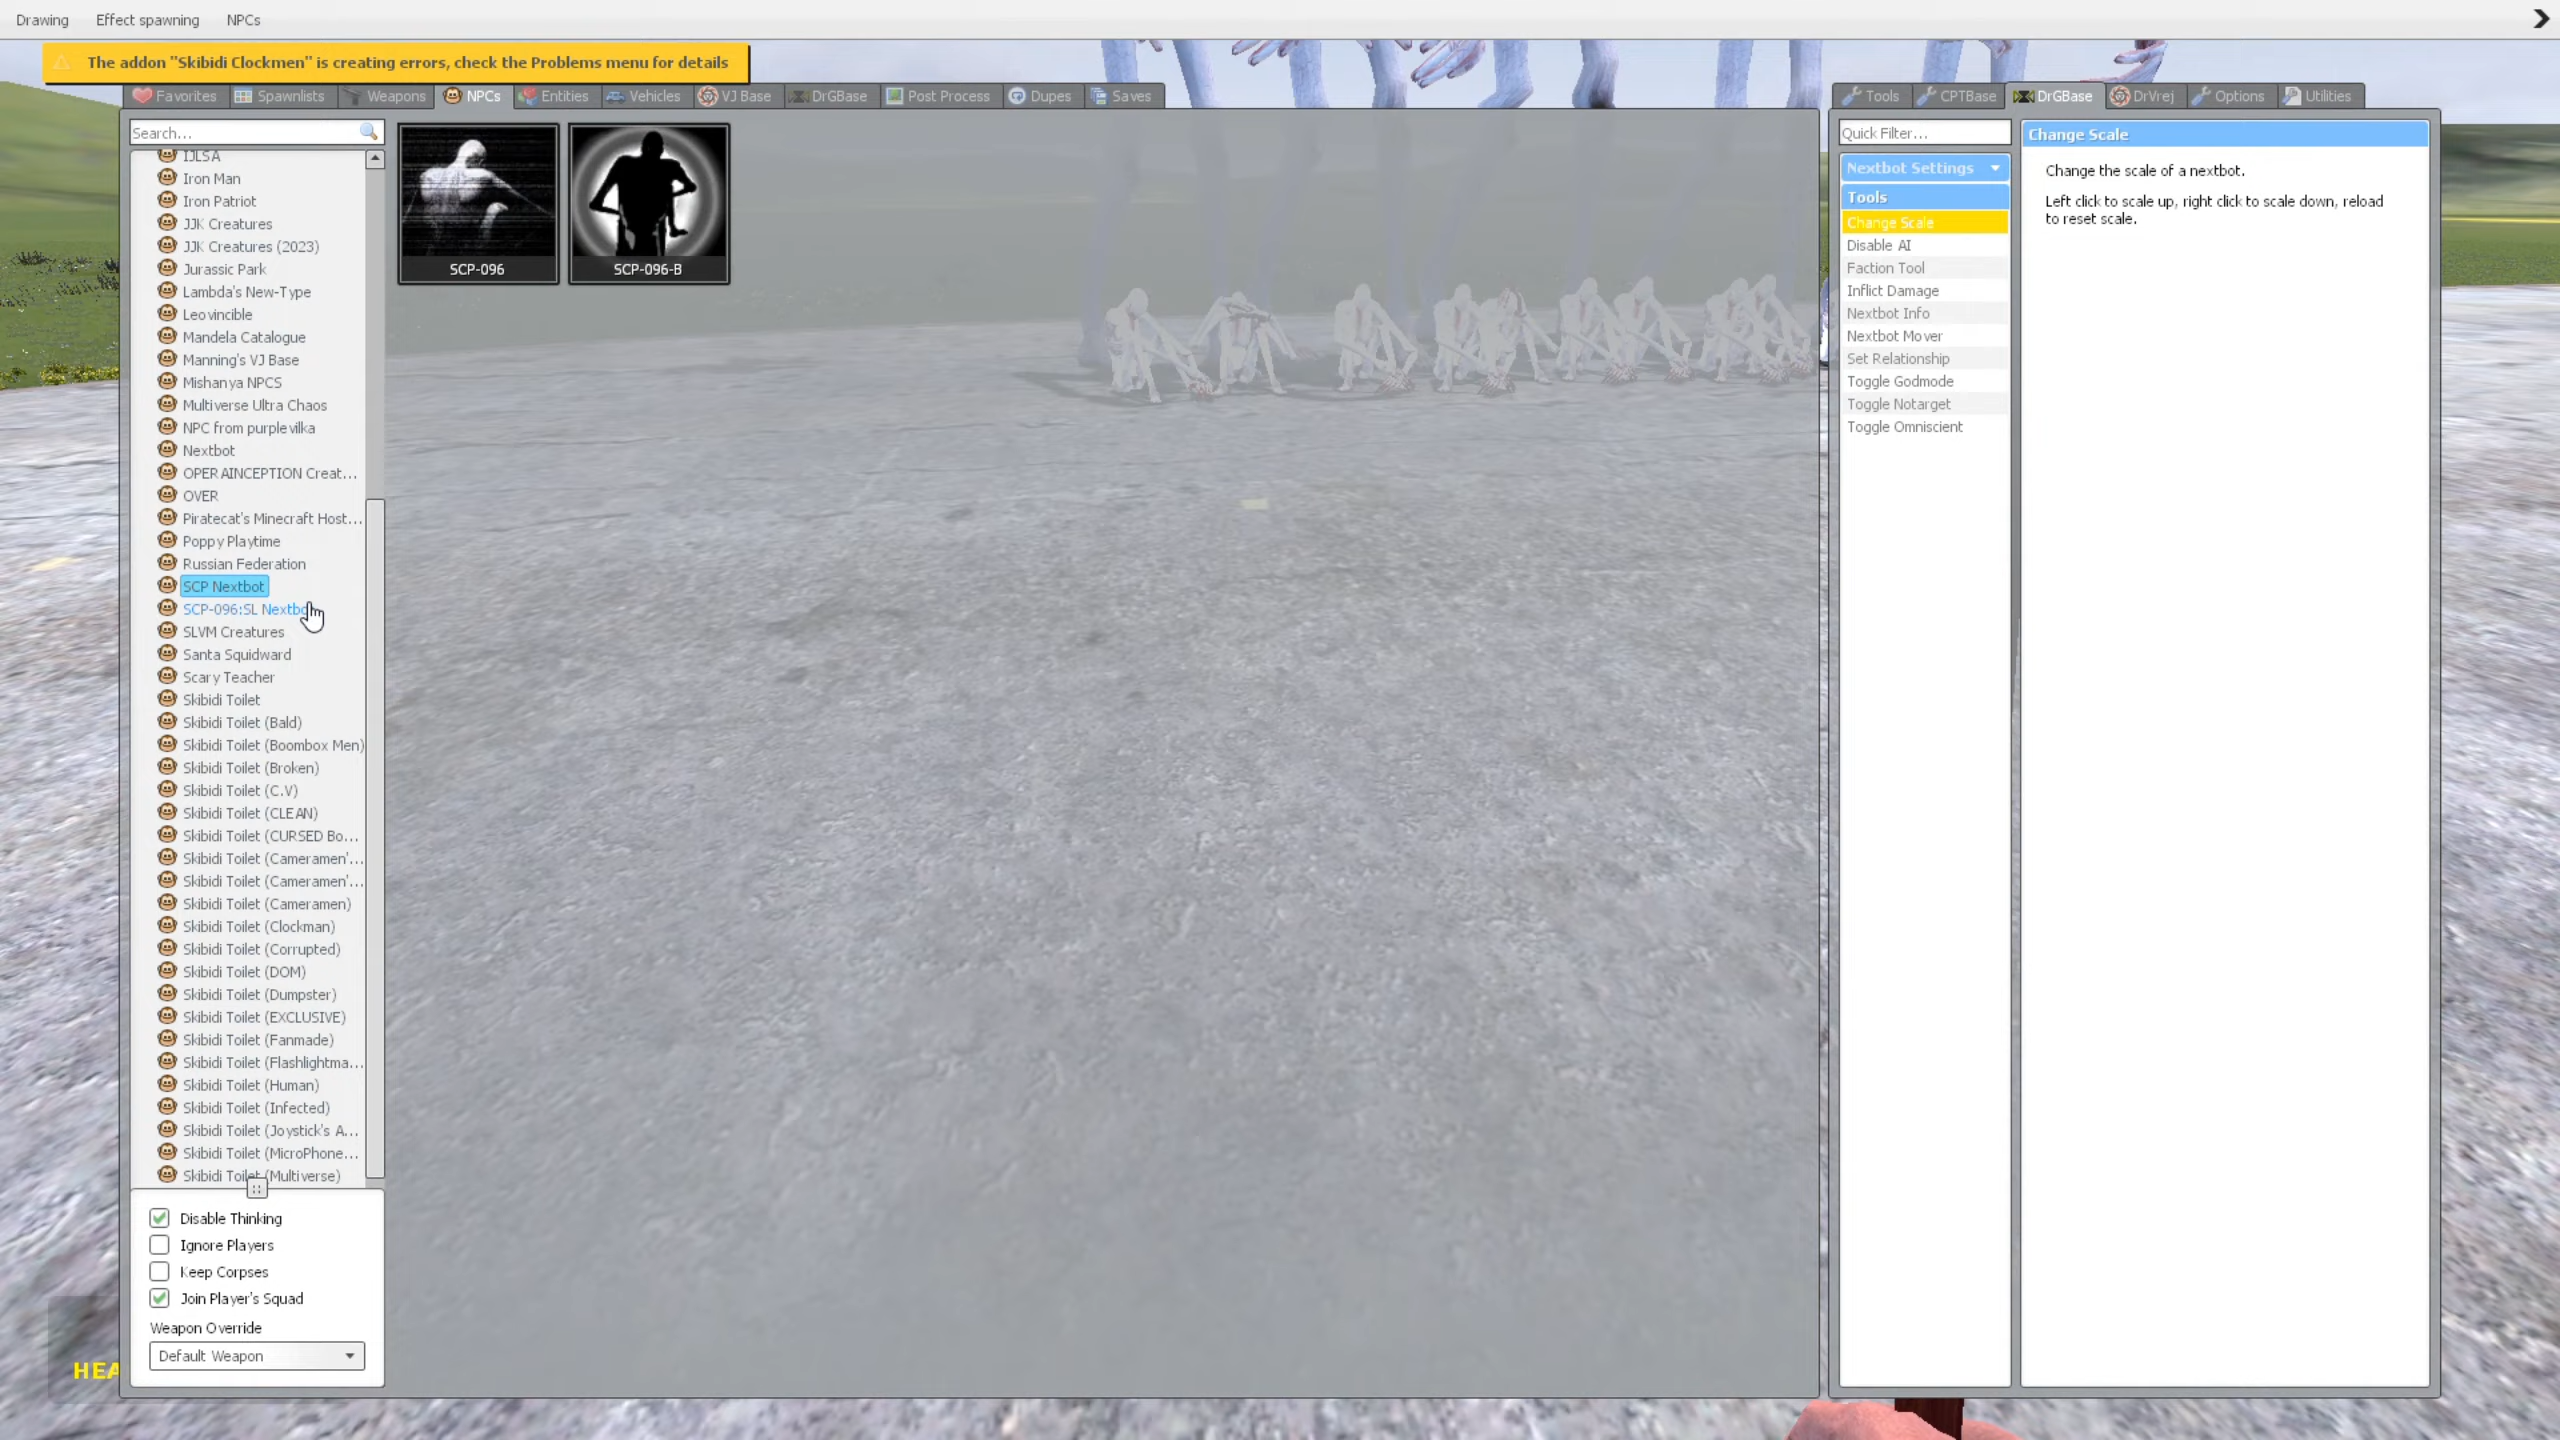 Drawing
Effect spawning
NPCs
The addon "Skibidi Clockmen" is creating errors, check the Problems menu for details
Favorites
Spawnlists
Weapons
NPCs
Entities
Vehicles
VJ Base
DrGBase
Post Process
Dupes
Saves
Tools
CPTBase
DrGBase
DrVrej
Options
Utilities
Search...
IJLSA
Iron Man
Iron Patriot
JJK Creatures
JJK Creatures (2023)
Jurassic Park
Lambda's New-Type
Leovincible
Mandela Catalogue
Manning's VJ Base
Mishanya NPCS
Multiverse Ultra Chaos
NPC from purplevilka
Nextbot
OPERAINCEPTION Creat...
OVER
Piratecat's Minecraft Host...
Poppy Playtime
Russian Federation
SCP Nextbot
SCP-096:SL Nextbo
SLVM Creatures
Santa Squidward
Scary Teacher
Skibidi Toilet
Skibidi Toilet (Bald)
Skibidi Toilet (Boombox Men)
Skibidi Toilet (Broken)
Skibidi Toilet (C.V)
Skibidi Toilet (CLEAN)
Skibidi Toilet (CURSED Bo...
Skibidi Toilet (Cameramen'...
Skibidi Toilet (Cameramen'...
Skibidi Toilet (Cameramen)
Skibidi Toilet (Clockman)
Skibidi Toilet (Corrupted)
Skibidi Toilet (DOM)
Skibidi Toilet (Dumpster)
Skibidi Toilet (EXCLUSIVE)
Skibidi Toilet (Fanmade)
Skibidi Toilet (Flashlightma...
Skibidi Toilet (Human)
Skibidi Toilet (Infected)
Skibidi Toilet (Joystick's A...
Skibidi Toilet (MicroPhone...
Skibidi Toilet (Multiverse)
Disable Thinking
Ignore Players
Keep Corpses
Join Player's Squad
Weapon Override
Default Weapon
HEA
SCP-096
SCP-096-B
Quick Filter...
Nextbot Settings
Tools
Change Scale
Disable AI
Faction Tool
Inflict Damage
Nextbot Info
Nextbot Mover
Set Relationship
Toggle Godmode
Toggle Notarget
Toggle Omniscient
Change Scale
Change the scale of a nextbot.
Left click to scale up, right click to scale down, reload
to reset scale.